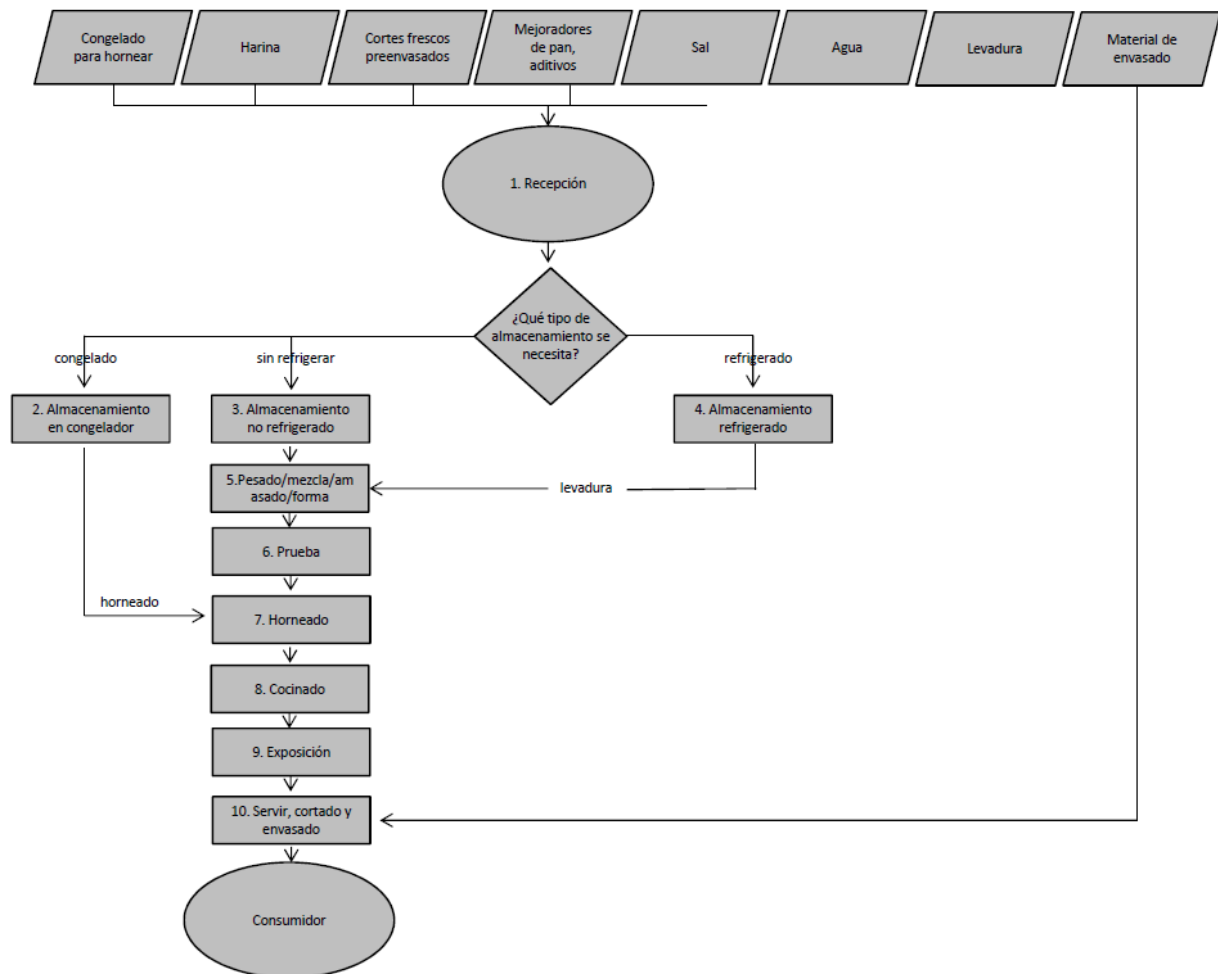 Congelado
para hornear
Harina
Cortes frescos
preenvasados
Mejoradores
de pan,
aditivos
Sal
Agua
Levadura
Material de
envasado
1. Recepción
¿Qué tipo de
almacenamiento se
necesita?
congelado
sin refrigerar
refrigerado
2. Almacenamiento
en congelador
3. Almacenamiento
no refrigerado
4. Almacenamiento
refrigerado
5.Pesado/mezcla/am
asado/forma
levadura
6. Prueba
horneado
7. Horneado
8. Cocinado
9. Exposición
10. Servir, cortado y
envasado
Consumidor